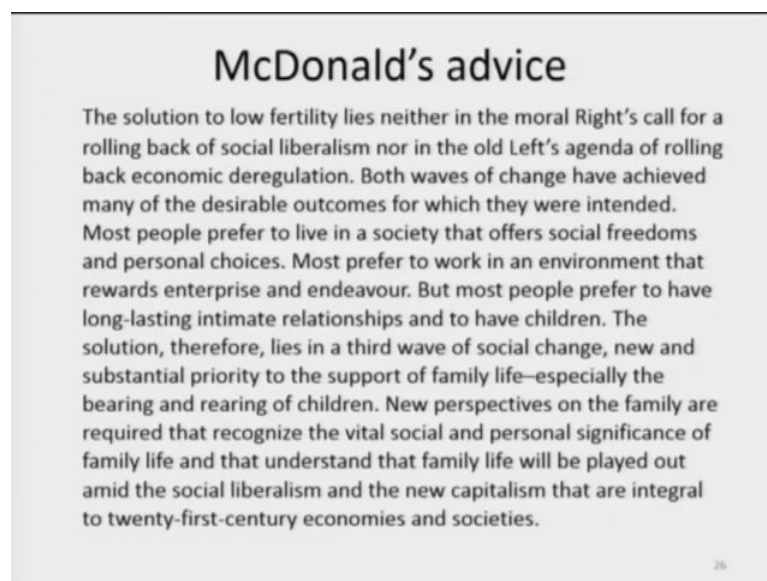 McDonald's advice
The solution to low fertility lies neither in the moral Right's call for a
rolling back of social liberalism nor in the old Left's agenda of rolling
back economic deregulation. Both waves of change have achieved
many of the desirable outcomes for which they were intended.
Most people prefer to live in a society that offers social freedoms
and personal choices. Most prefer to work in an environment that
rewards enterprise and endeavour. But most people prefer to have
long-lasting intimate relationships and to have children. The
solution, therefore, lies in a third wave of social change, new and
substantial priority to the support of family life–especially the
bearing and rearing of children. New perspectives on the family are
required that recognize the vital social and personal significance of
family life and that understand that family life will be played out
amid the social liberalism and the new capitalism that are integral
to twenty-first-century economies and societies.
26